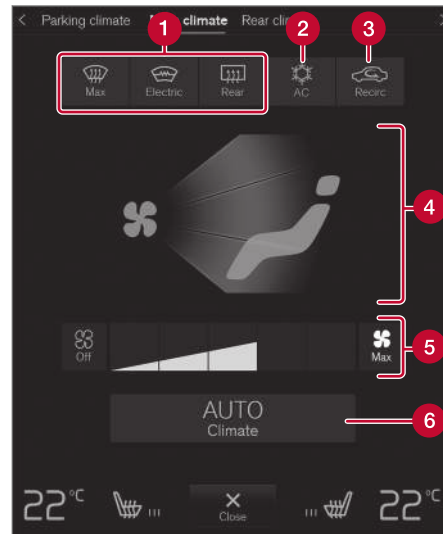 Parking climate climate Rear
1 2 3
Max Electric Rear AC Recirc
4
Off Max 5
AUTO 6
Climate
22°C Close 22°C